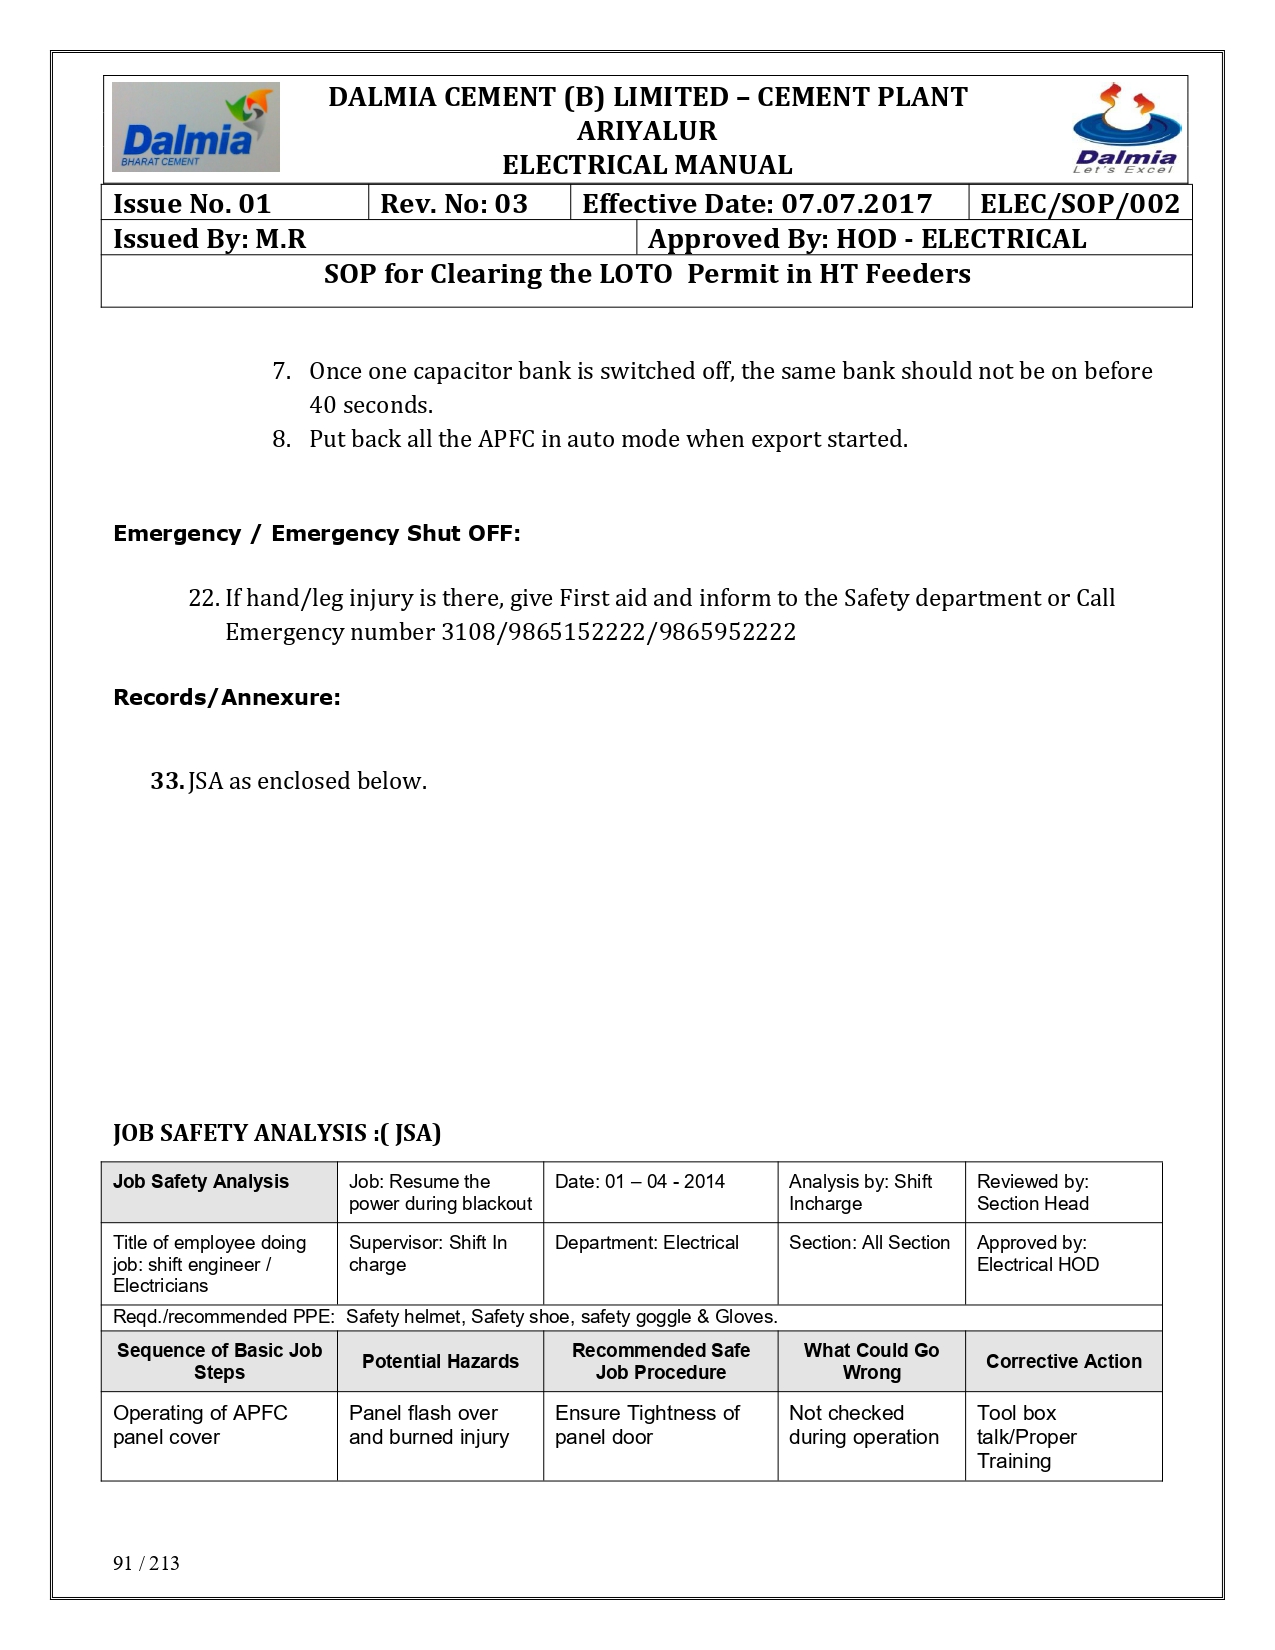 Dalmia
BHARAT CEMENT
DALMIA CEMENT (B) LIMITED – CEMENT PLANT
ARIYALUR
ELECTRICAL MANUAL
Dalmia
Let's Excel
Issue No. 01 Rev. No: 03 Effective Date: 07.07.2017 ELEC/SOP/002
Issued By: M.R Approved By: HOD - ELECTRICAL
SOP for Clearing the LOTO  Permit in HT Feeders
7. Once one capacitor bank is switched off, the same bank should not be on before
40 seconds.
8. Put back all the APFC in auto mode when export started.
Emergency / Emergency Shut OFF:
22. If hand/leg injury is there, give First aid and inform to the Safety department or Call
Emergency number 3108/9865152222/9865952222
Records/Annexure:
33. JSA as enclosed below.
JOB SAFETY ANALYSIS :( JSA)
Job Safety Analysis
Job: Resume the
power during blackout
Date: 01 – 04 - 2014
Analysis by: Shift
Incharge
Reviewed by:
Section Head
Title of employee doing
job: shift engineer /
Electricians
Supervisor: Shift In
charge
Department: Electrical
Section: All Section
Approved by:
Electrical HOD
Reqd./recommended PPE:  Safety helmet, Safety shoe, safety goggle & Gloves.
Sequence of Basic Job
Steps
Potential Hazards
Recommended Safe
Job Procedure
What Could Go
Wrong
Corrective Action
Operating of APFC
panel cover
Panel flash over
and burned injury
Ensure Tightness of
panel door
Not checked
during operation
Tool box
talk/Proper
Training
91 / 213